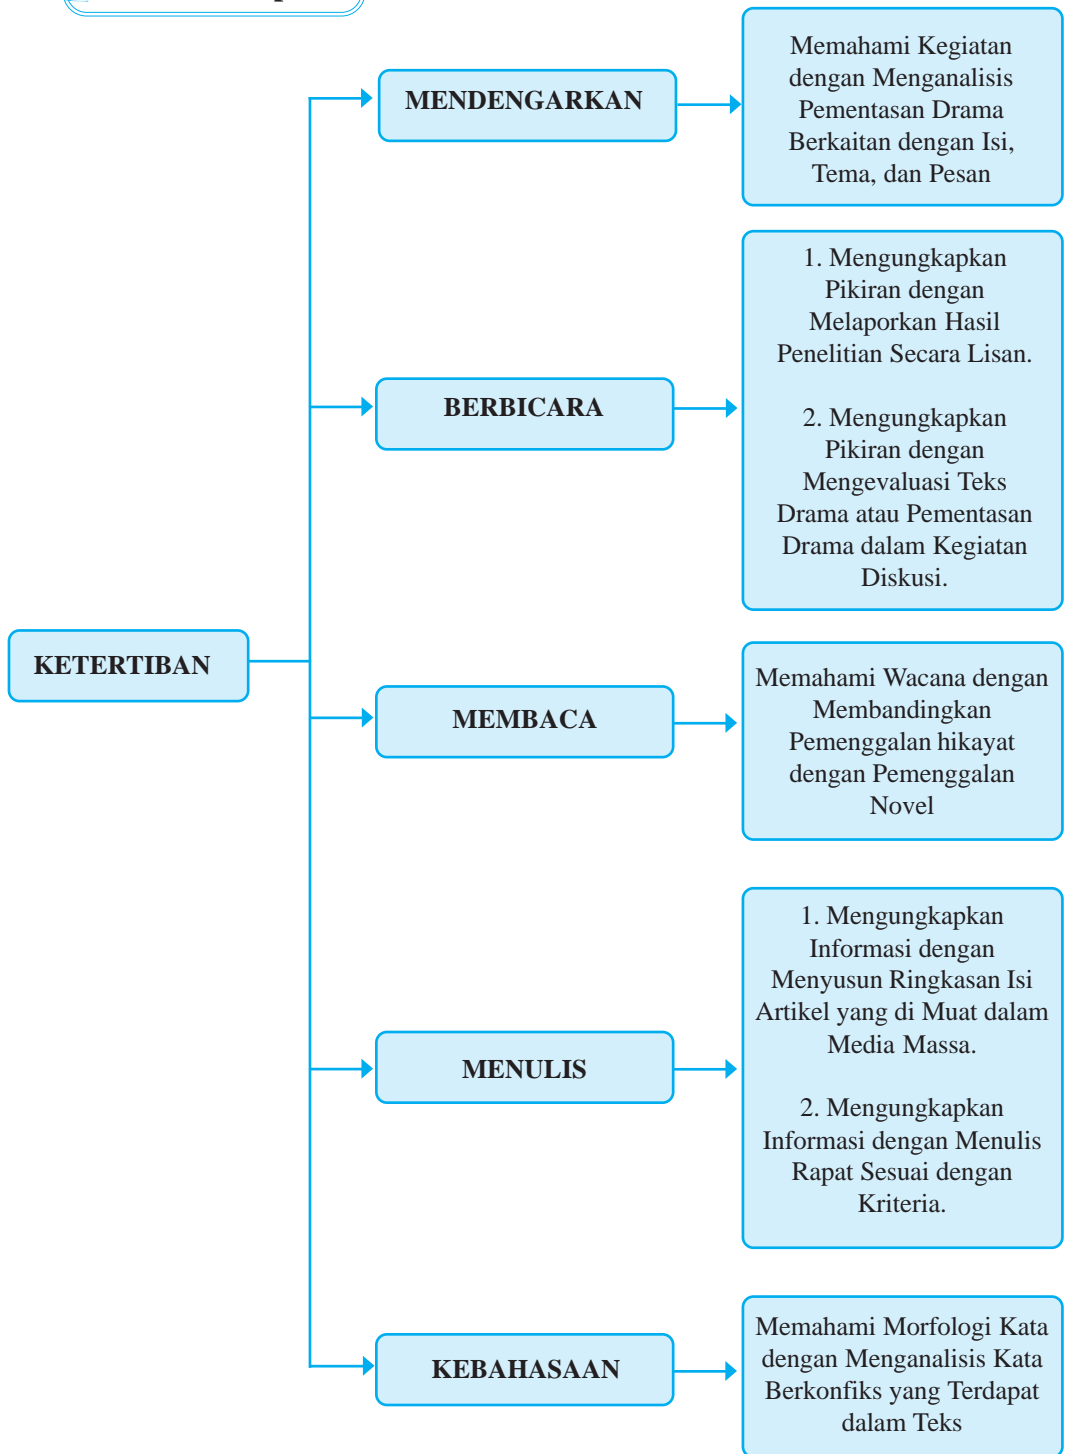 MENDENGARKAN
Memahami Kegiatan
dengan Menganalisis
Pementasan Drama
Berkaitan dengan Isi,
Tema, dan Pesan
BERBICARA
1. Mengungkapkan
Pikiran dengan
Melaporkan Hasil
Penelitian Secara Lisan.
2. Mengungkapkan
Pikiran dengan
Mengevaluasi Teks
Drama atau Pementasan
Drama dalam Kegiatan
Diskusi.
KETERTIBAN
MEMBACA
Memahami Wacana dengan
Membandingkan
Pemenggalan hikayat
dengan Pemenggalan
Novel
MENULIS
1. Mengungkapkan
Informasi dengan
Menyusun Ringkasan Isi
Artikel yang di Muat dalam
Media Massa.
2. Mengungkapkan
Informasi dengan Menulis
Rapat Sesuai dengan
Kriteria.
KEBAHASAAN
Memahami Morfologi Kata
dengan Menganalisis Kata
Berkonfiks yang Terdapat
dalam Teks